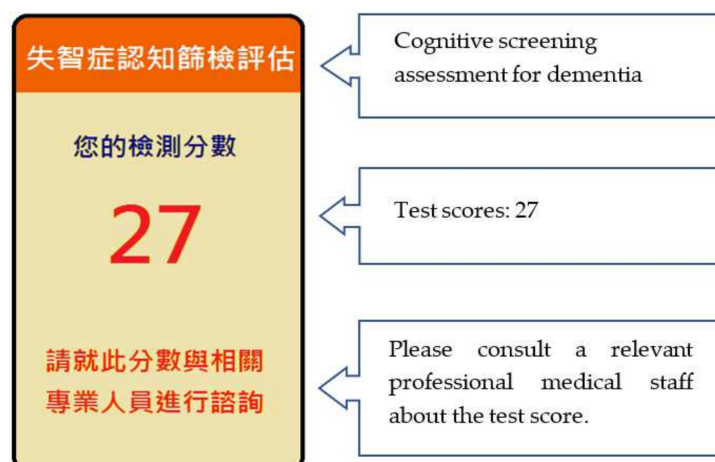 失智症認知篩檢評估
您的檢測分數
27
請就此分數與相關
專業人員進行諮詢
Cognitive screening
assessment for dementia
Test scores: 27
Please consult a relevant
professional medical staff
about the test score.